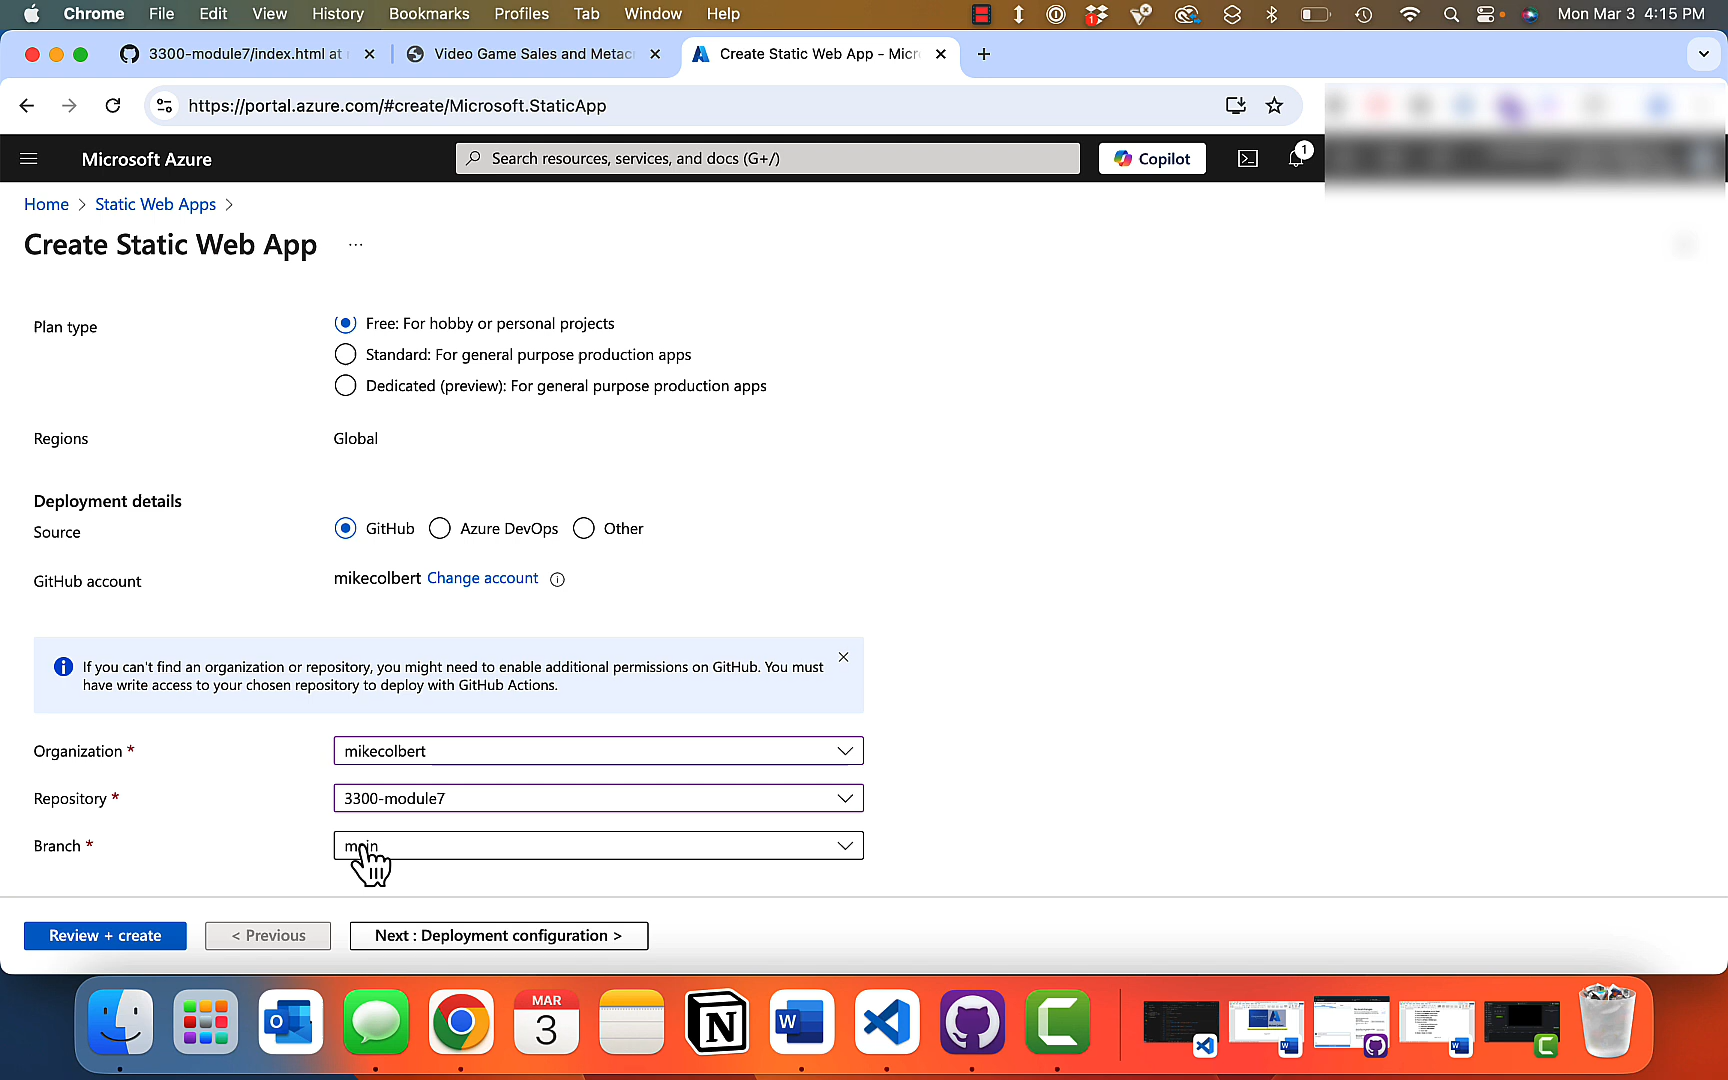 Chrome File Edit View History Bookmarks Profiles Tab Window Help
1
Mon Mar 3 4:15 PM
3300-module7/index.html at
Video Game Sales and Metac
Create Static Web App - Micr
https://portal.azure.com/#create/Microsoft.StaticApp
Microsoft Azure
Search resources, services, and docs (G+/)
Copilot
1
Home > Static Web Apps >
Create Static Web App ...
Plan type
Free: For hobby or personal projects
Standard: For general purpose production apps
Dedicated (preview): For general purpose production apps
Regions
Global
Deployment details
Source
GitHub
Azure DevOps
Other
GitHub account
mikecolbert Change account
If you can't find an organization or repository, you might need to enable additional permissions on GitHub. You must
have write access to your chosen repository to deploy with GitHub Actions.
Organization *
mikecolbert
Repository *
3300-module7
Branch *
main
Review + create
< Previous
Next : Deployment configuration >
MAR
3